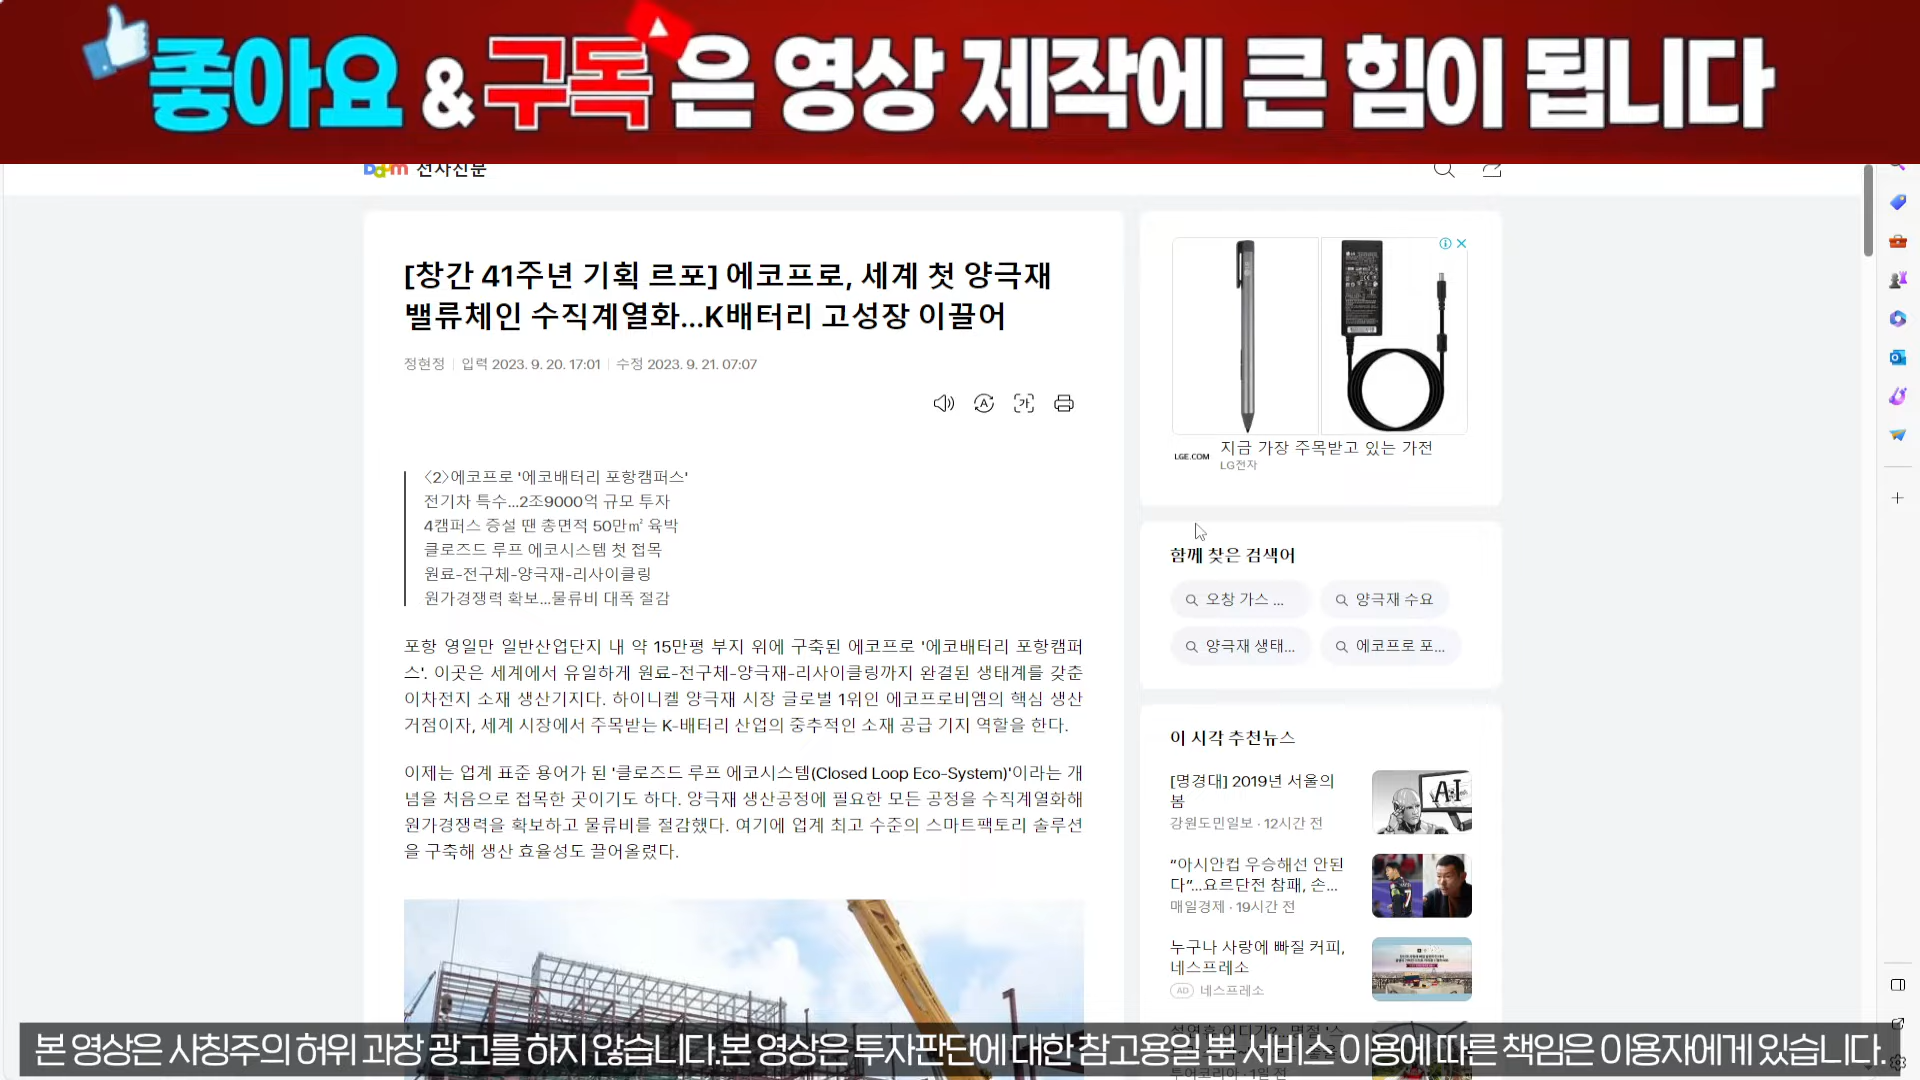 좋아요 & 구독 은 영상 제작에 큰 힘이 됩니다
Daum 전자신문
[창간 41주년 기획 르포] 에코프로, 세계 첫 양극재
밸류체인 수직계열화...K배터리 고성장 이끌어
정현정 입력 2023. 9. 20. 17:01 수정 2023. 9. 21. 07:07
〈2〉에코프로 '에코배터리 포항캠퍼스'
전기차 특수...2조9000억 규모 투자
4캠퍼스 증설 땐 총면적 50만㎡ 육박
클로즈드 루프 에코시스템 첫 접목
원료-전구체-양극재-리사이클링
원가경쟁력 확보...물류비 대폭 절감
포항 영일만 일반산업단지 내 약 15만평 부지 위에 구축된 에코프로 '에코배터리 포항캠퍼
스'. 이곳은 세계에서 유일하게 원료-전구체-양극재-리사이클링까지 완결된 생태계를 갖춘
이차전지 소재 생산기지다. 하이니켈 양극재 시장 글로벌 1위인 에코프로비엠의 핵심 생산
거점이자, 세계 시장에서 주목받는 K-배터리 산업의 중추적인 소재 공급 기지 역할을 한다.
이제는 업계 표준 용어가 된 '클로즈드 루프 에코시스템(Closed Loop Eco-System)'이라는 개
념을 처음으로 접목한 곳이기도 하다. 양극재 생산공정에 필요한 모든 공정을 수직계열화해
원가경쟁력을 확보하고 물류비를 절감했다. 여기에 업계 최고 수준의 스마트팩토리 솔루션
을 구축해 생산 효율성도 끌어올렸다.
LGE.COM 지금 가장 주목받고 있는 가전
LG전자
함께 찾은 검색어
오창 가스 ... 양극재 수요
양극재 생태... 에코프로 포...
이 시각 추천뉴스
[명경대] 2019년 서울의
봄
강원도민일보 · 12시간 전
AI
“아시안컵 우승해선 안된
다”...요르단전 참패, 손...
매일경제 · 19시간 전
누구나 사랑에 빠질 커피,
네스프레소
AD 네스프레소
투어코리아 · 1일 전
본 영상은 사칭주의 허위 과장 광고를 하지 않습니다.본 영상은 투자판단에 대한 참고용일 뿐 서비스 이용에 따른 책임은 이용자에게 있습니다.